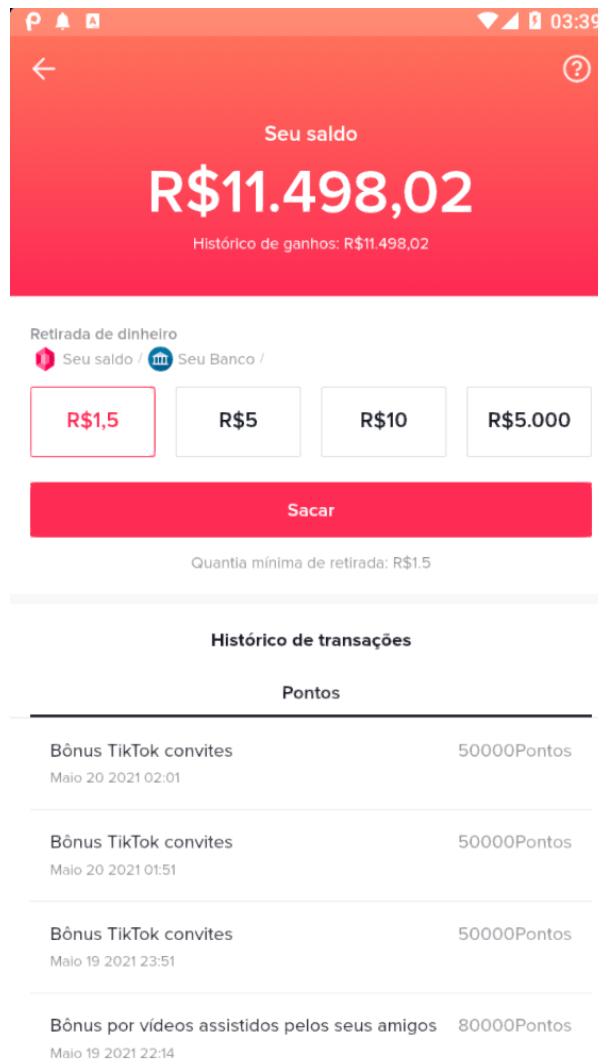 03:39
Seu saldo
R$11.498,02
Histórico de ganhos: R$11.498,02
Retirada de dinheiro
Seu saldo / Seu Banco /
R$1,5 R$5 R$10 R$5.000
Sacar
Quantia mínima de retirada: R$1.5
Histórico de transações
Pontos
Bônus TikTok convites 50000Pontos
Maio 20 2021 02:01
Bônus TikTok convites 50000Pontos
Maio 20 2021 01:51
Bônus TikTok convites 50000Pontos
Maio 19 2021 23:51
Bônus por vídeos assistidos pelos seus amigos 80000Pontos
Maio 19 2021 22:14